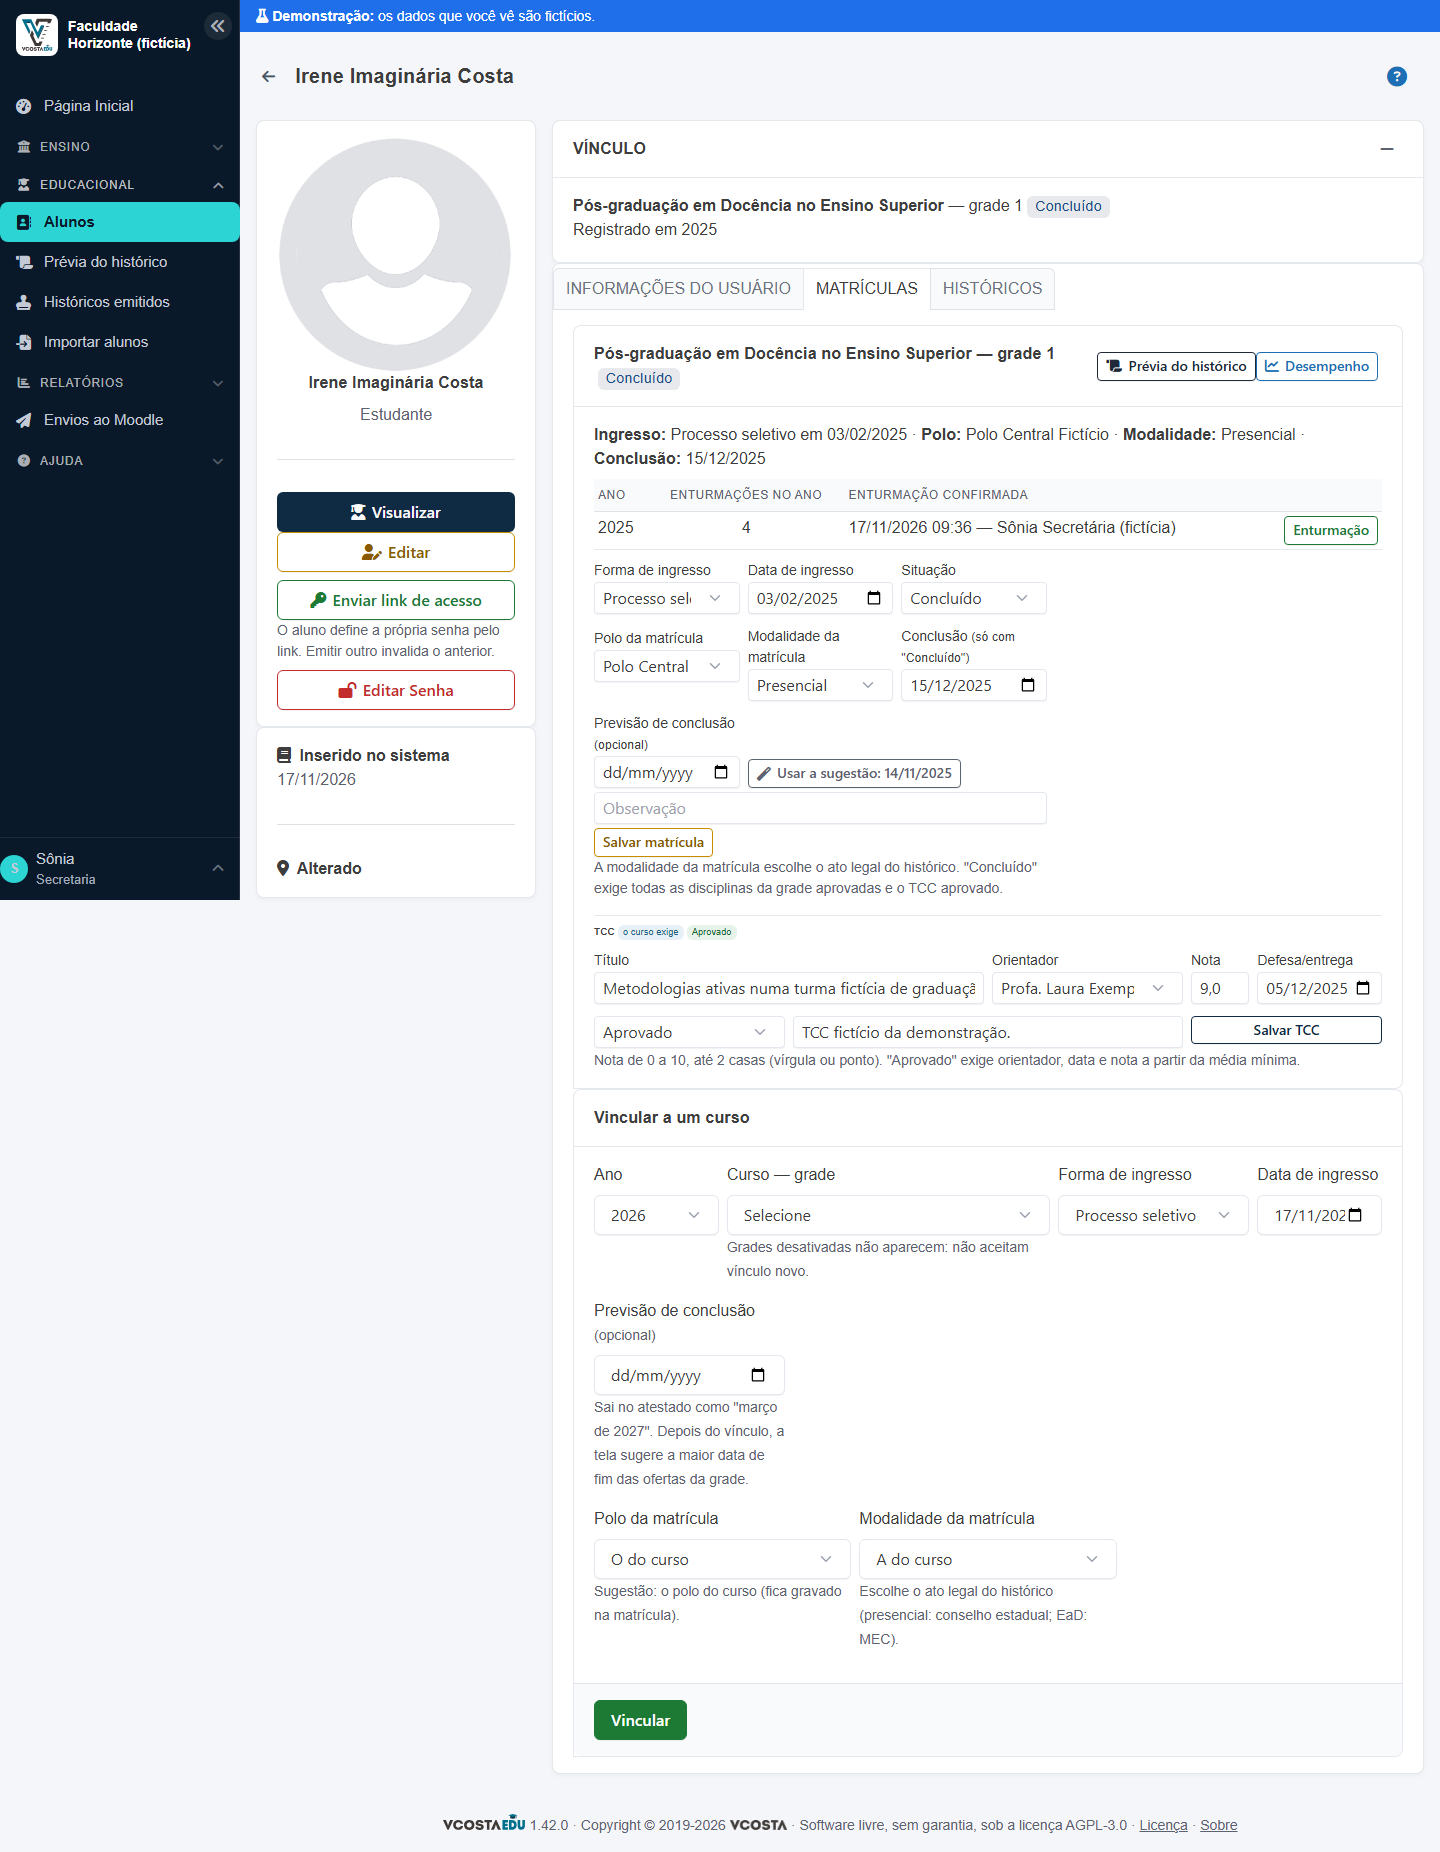 Faculdade
Horizonte (fictícia)
VCOSTAEDU
Página Inicial
ENSINO
EDUCACIONAL
Alunos
Prévia do histórico
Históricos emitidos
Importar alunos
RELATÓRIOS
Envios ao Moodle
AJUDA
S
Sônia
Secretaria
Demonstração: os dados que você vê são fictícios.
Irene Imaginária Costa
?
Irene Imaginária Costa
Estudante
Visualizar
Editar
Enviar link de acesso
O aluno define a própria senha pelo
link. Emitir outro invalida o anterior.
Editar Senha
Inserido no sistema
17/11/2026
Alterado
VÍNCULO
Pós-graduação em Docência no Ensino Superior — grade 1 Concluído
Registrado em 2025
INFORMAÇÕES DO USUÁRIO MATRÍCULAS HISTÓRICOS
Pós-graduação em Docência no Ensino Superior — grade 1
Concluído
Prévia do histórico Desempenho
Ingresso: Processo seletivo em 03/02/2025 · Polo: Polo Central Fictício · Modalidade: Presencial ·
Conclusão: 15/12/2025
ANO ENTURMAÇÕES NO ANO ENTURMAÇÃO CONFIRMADA
2025 4 17/11/2026 09:36 — Sônia Secretária (fictícia) Enturmação
Forma de ingresso Data de ingresso Situação
Processo sel 03/02/2025 Concluído
Polo da matrícula Modalidade da matrícula Conclusão (só com "Concluído")
Polo Central Presencial 15/12/2025
Previsão de conclusão
(opcional)
dd/mm/yyyy Usar a sugestão: 14/11/2025
Observação
Salvar matrícula
A modalidade da matrícula escolhe o ato legal do histórico. "Concluído"
exige todas as disciplinas da grade aprovadas e o TCC aprovado.
TCC o curso exige Aprovado
Título Orientador Nota Defesa/entrega
Metodologias ativas numa turma fictícia de graduaçã Profa. Laura Exemp 9,0 05/12/2025
Aprovado TCC fictício da demonstração. Salvar TCC
Nota de 0 a 10, até 2 casas (vírgula ou ponto). "Aprovado" exige orientador, data e nota a partir da média mínima.
Vincular a um curso
Ano Curso — grade Forma de ingresso Data de ingresso
2026 Selecione Processo seletivo 17/11/202
Grades desativadas não aparecem: não aceitam
vínculo novo.
Previsão de conclusão
(opcional)
dd/mm/yyyy
Sai no atestado como "março
de 2027". Depois do vínculo, a
tela sugere a maior data de
fim das ofertas da grade.
Polo da matrícula Modalidade da matrícula
O do curso A do curso
Sugestão: o polo do curso (fica gravado
na matrícula).
Escolhe o ato legal do histórico
(presencial: conselho estadual; EaD:
MEC).
Vincular
VCOSTAEDU 1.42.0 · Copyright © 2019-2026 VCOSTA · Software livre, sem garantia, sob a licença AGPL-3.0 · Licença · Sobre